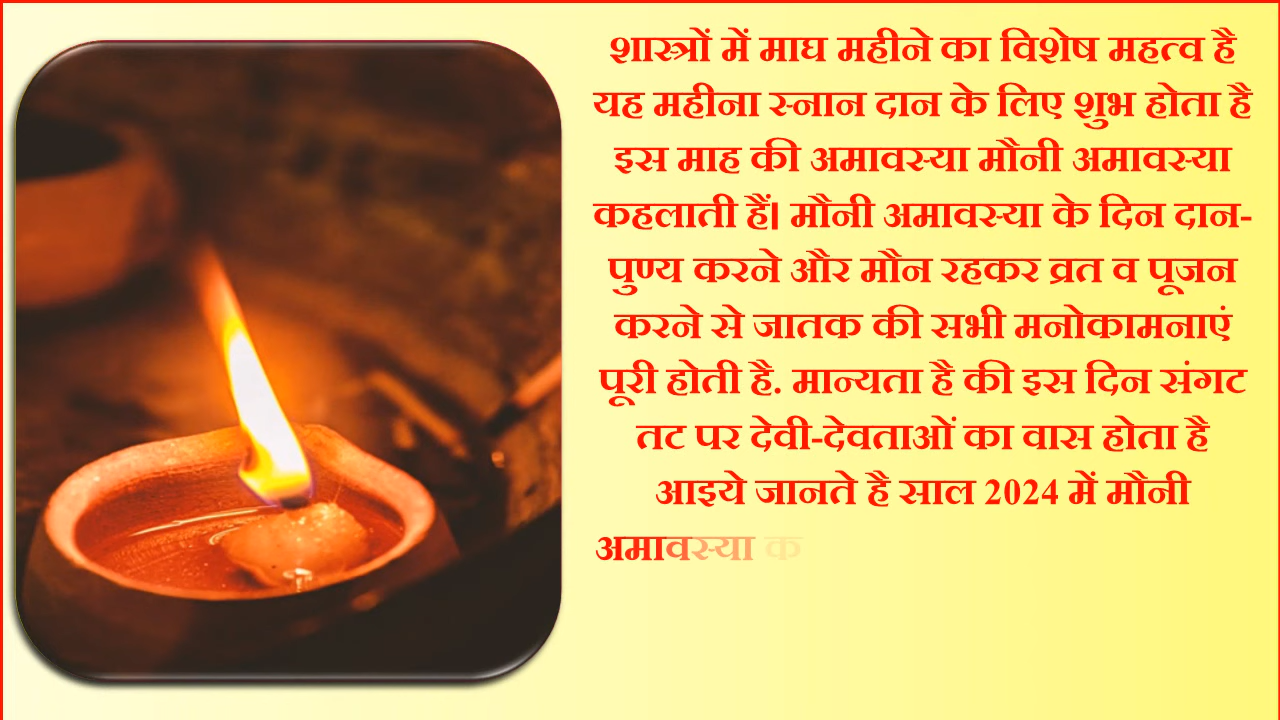 शास्त्रों में माघ महीने का विशेष महत्व है
यह महीना स्नान दान के लिए शुभ होता है
इस माह की अमावस्या मौनी अमावस्या
कहलाती हैं। मौनी अमावस्या के दिन दान-
पुण्य करने और मौन रहकर व्रत व पूजन
करने से जातक की सभी मनोकामनाएं
पूरी होती है. मान्यता है की इस दिन संगट
तट पर देवी-देवताओं का वास होता है
आइये जानते है साल 2024 में मौनी
अमावस्या क